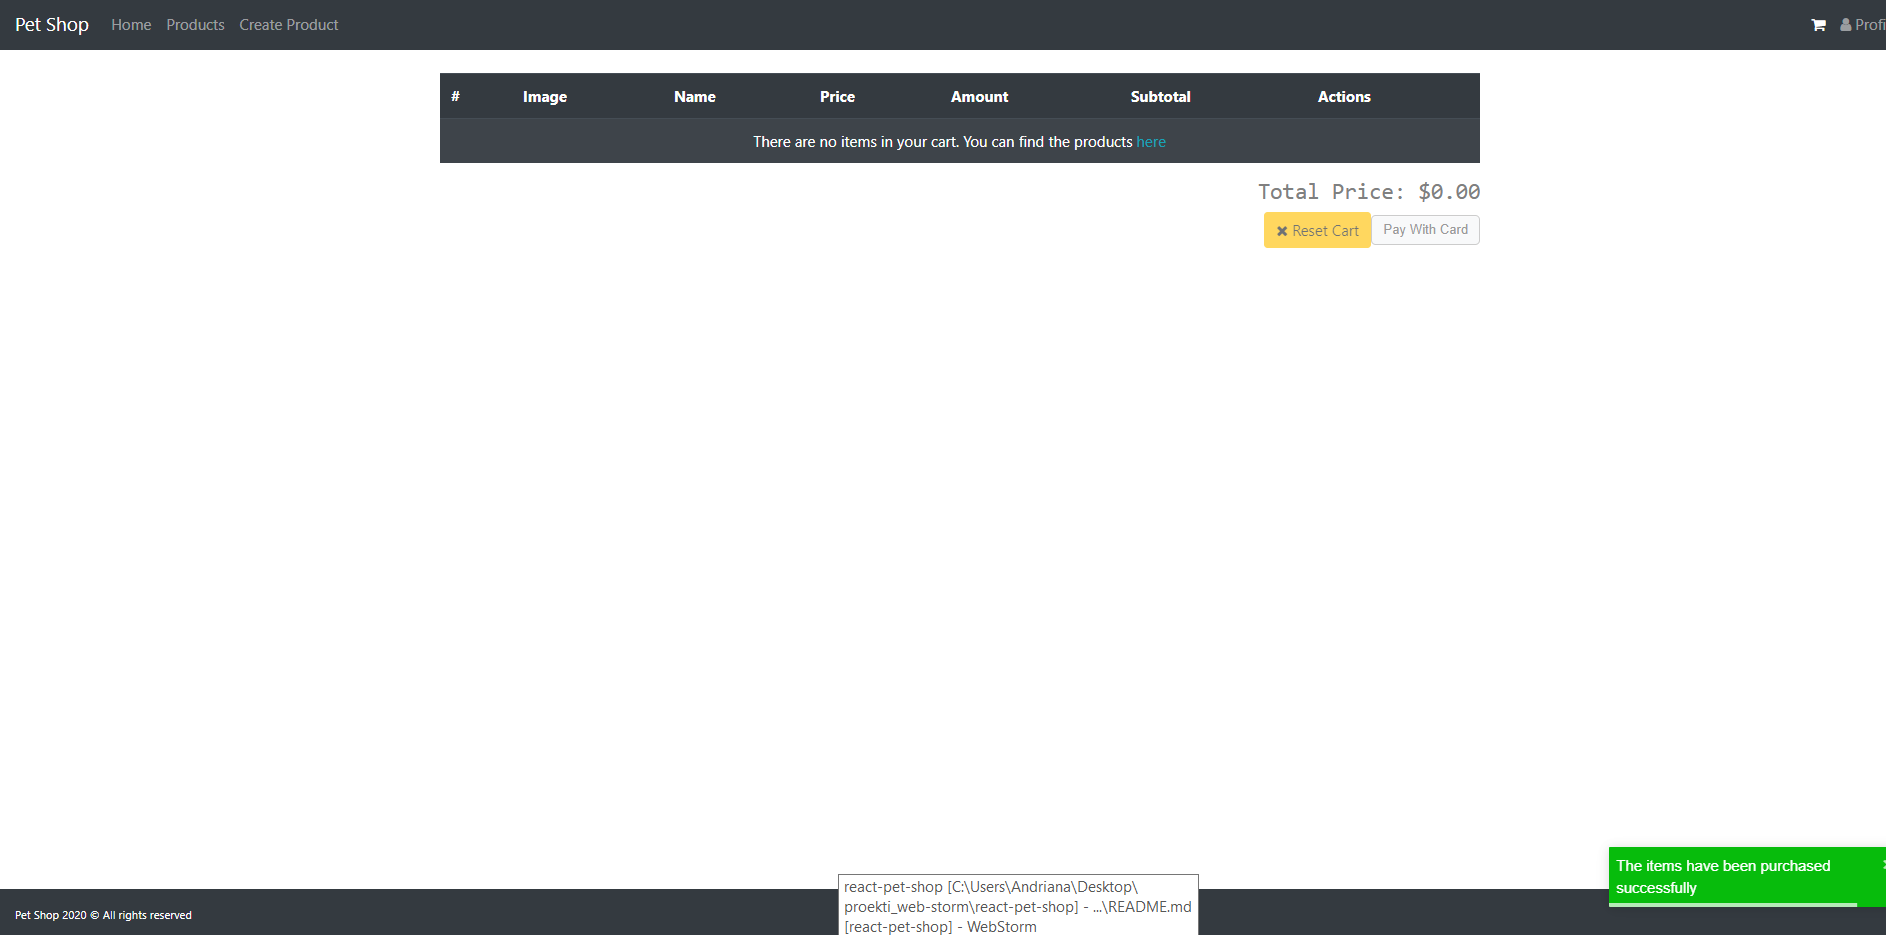 Pet Shop Home Products Create Product Profi
# Image Name Price Amount Subtotal Actions
There are no items in your cart. You can find the products here
Total Price: $0.00
Reset Cart Pay With Card
The items have been purchased
successfully
react-pet-shop [C:\Users\Andriana\Desktop\
proekti_web-storm\react-pet-shop] - ...\README.md
[react-pet-shop] - WebStorm
Pet Shop 2020 © All rights reserved